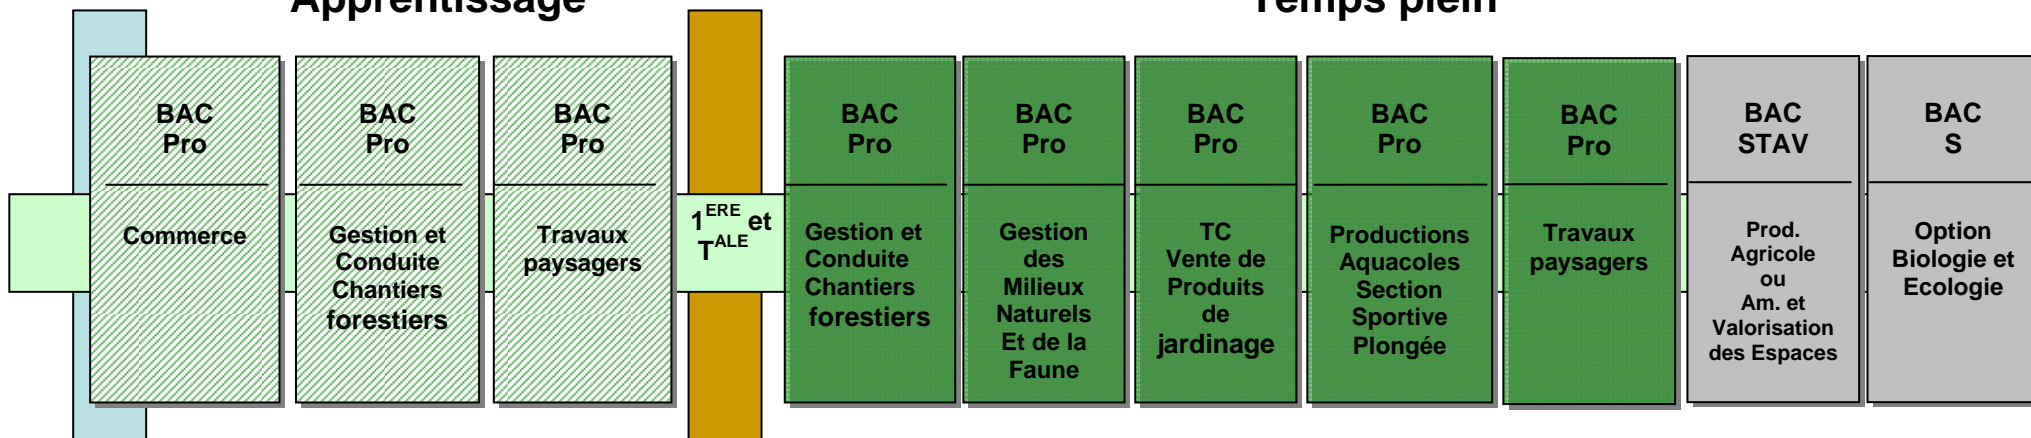 Apprentissage
Temps plein
BAC
Pro
Commerce
BAC
Pro
Gestion et
Conduite
Chantiers
forestiers
BAC
Pro
Travaux
paysagers
1ERE et
TALE
BAC
Pro
Gestion et
Conduite
Chantiers
forestiers
BAC
Pro
Gestion
des
Milieux
Naturels
Et de la
Faune
BAC
Pro
TC
Vente de
Produits
de
jardinage
BAC
Pro
Productions
Aquacoles
Section
Sportive
Plongée
BAC
Pro
Travaux
paysagers
BAC
STAV
Prod.
Agricole
ou
Am. et
Valorisation
des Espaces
BAC
S
Option
Biologie et
Ecologie